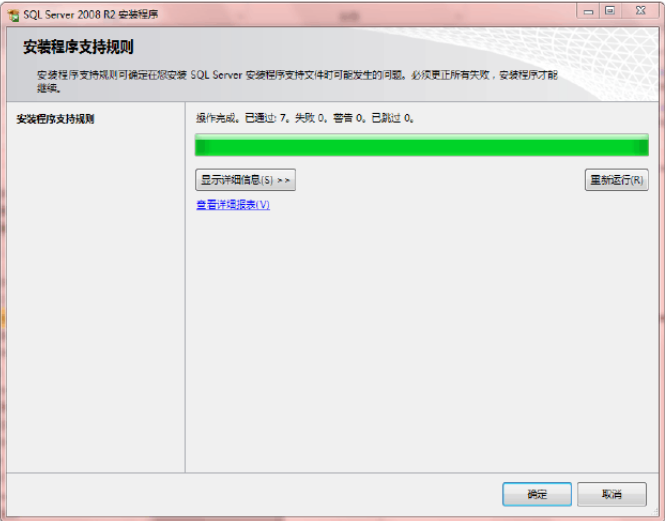 SQL Server 2008 R2 安装程序
安装程序支持规则
安装程序支持规则可确定在您安装 SQL Server 安装程序支持文件时可能发生的问题。必须更正所有失败，安装程序才能
继续。
安装程序支持规则
操作完成。已通过: 7。失败 0。警告 0。已跳过 0。
显示详细信息(S) >>
重新运行(R)
查看详细报表(V)
确定
取消